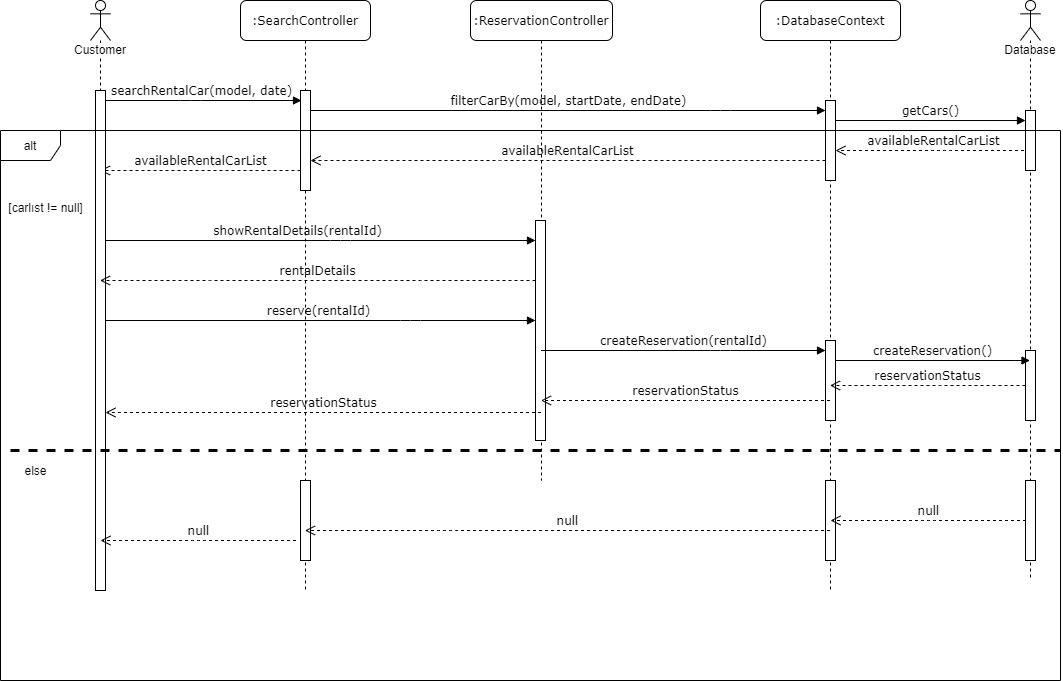 :SearchController
:ReservationController
:DatabaseContext
Customer
Database
searchRentalCar(model, date)
filterCarBy(model, startDate, endDate)
getCars()
alt
availableRentalCarList
availableRentalCarList
availableRentalCarList
[carlist != null]
showRentalDetails(rentalId)
rentalDetails
reserve(rentalId)
createReservation(rentalId)
createReservation()
reservationStatus
reservationStatus
reservationStatus
else
null
null
null